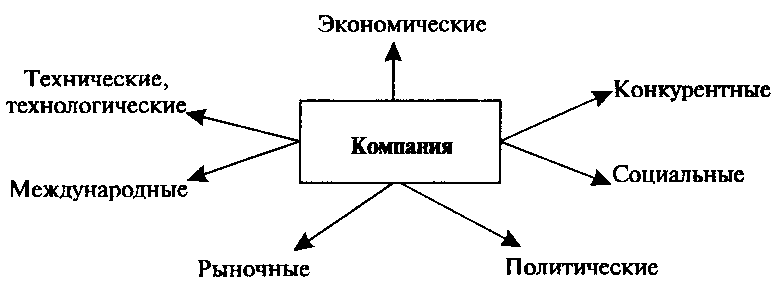 Экономические
Технические,
технологические
Конкурентные
Компания
Международные
Социальные
Рыночные
Политические